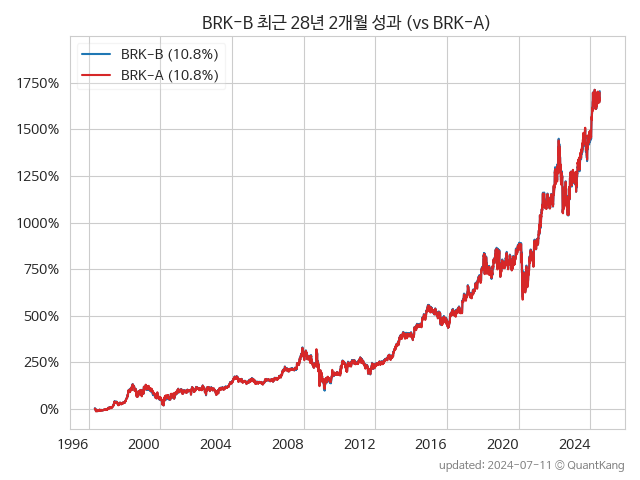 BRK-B 최근 28년 2개월 성과 (vs BRK-A)
BRK-B (10.8%)
BRK-A (10.8%)
1750%
1500%
1250%
1000%
750%
500%
250%
0%
1996 2000 2004 2008 2012 2016 2020 2024
updated: 2024-07-11 © QuantKang